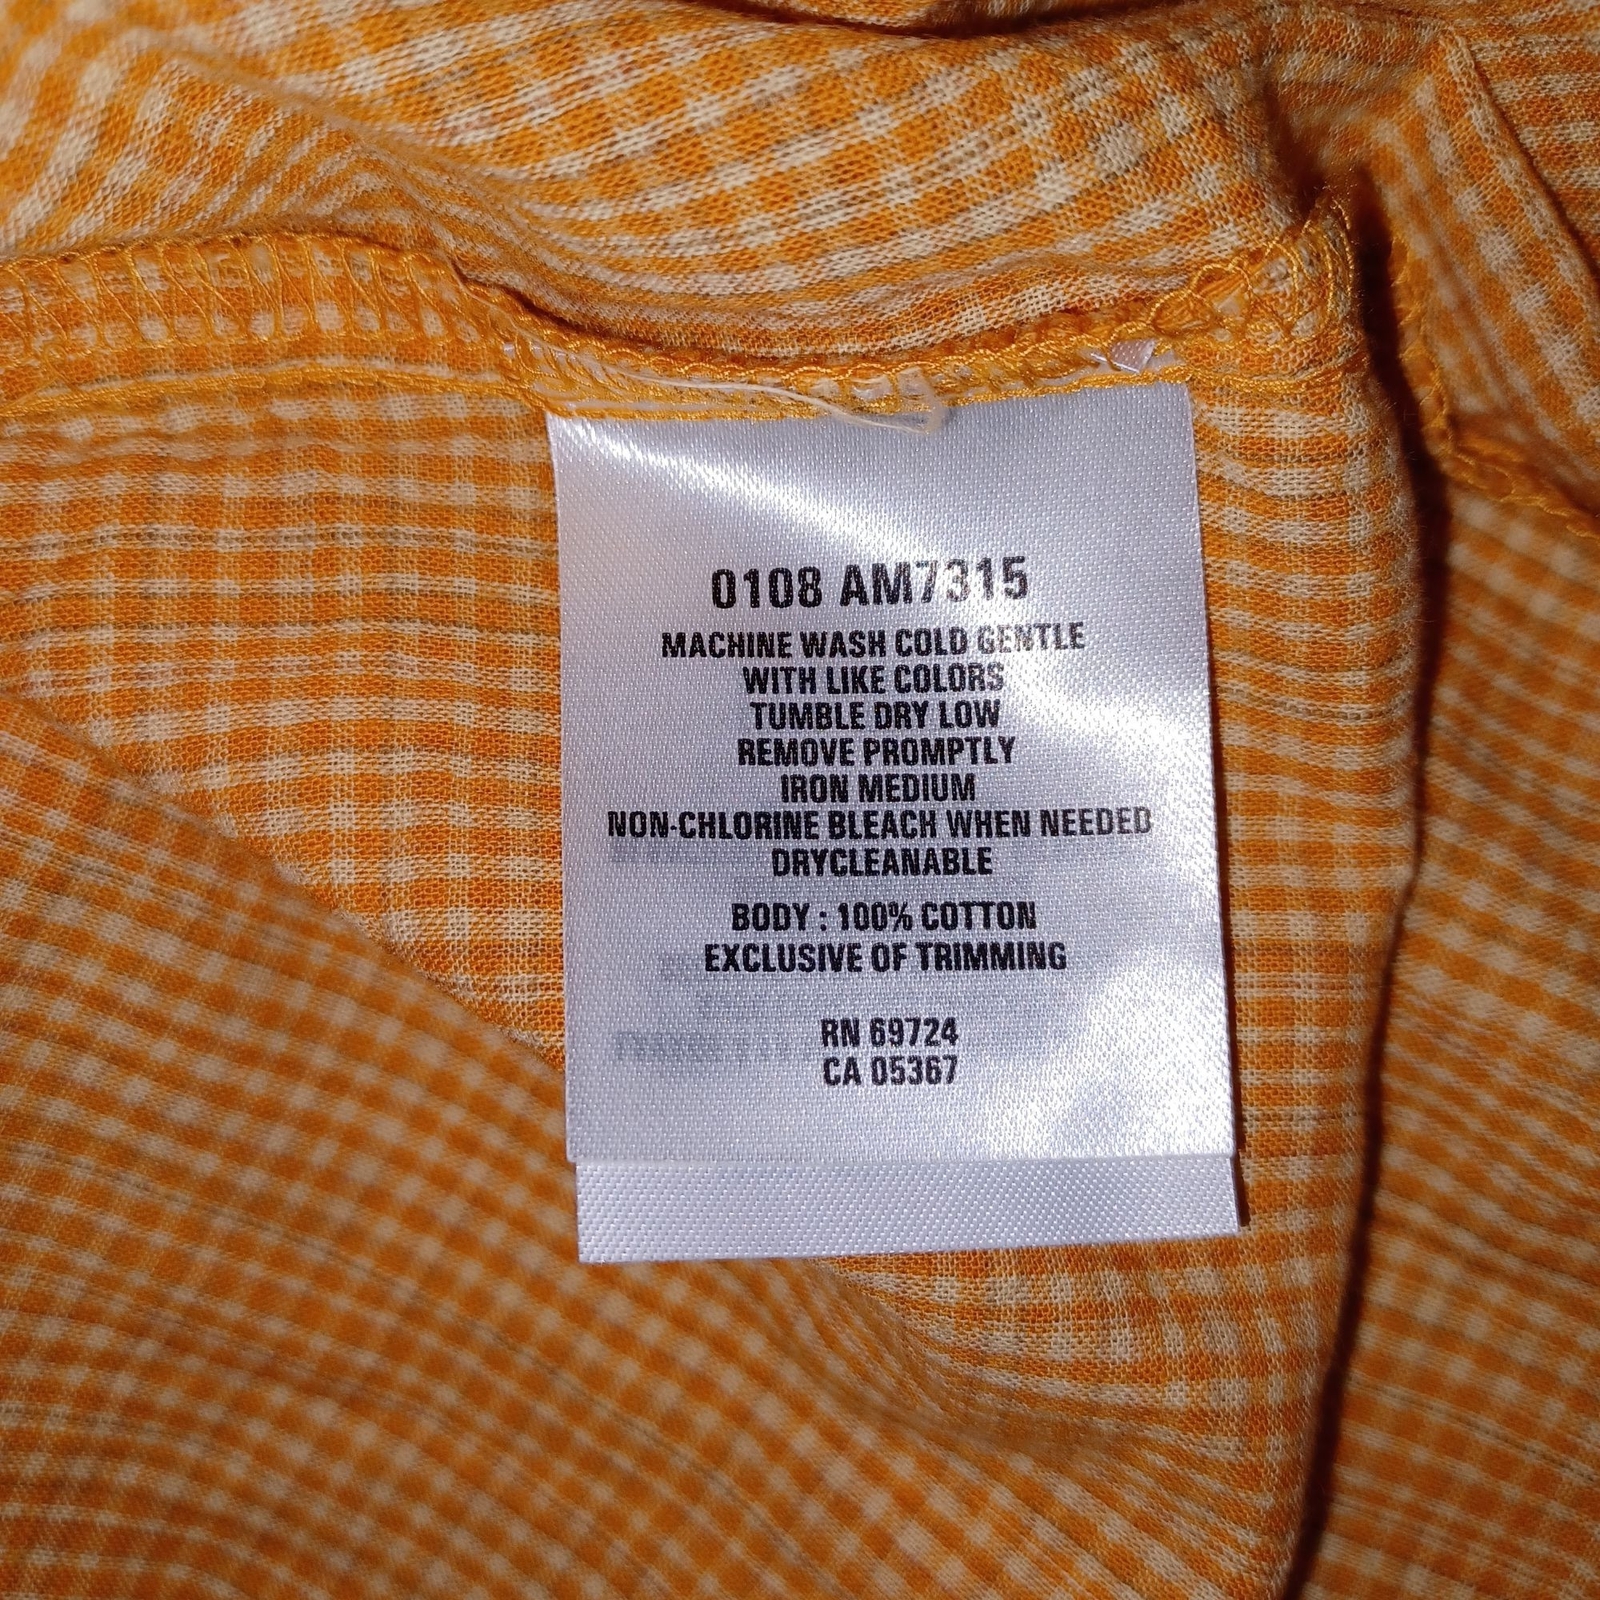 0108 AM7315
MACHINE WASH COLD GENTLE
WITH LIKE COLORS
TUMBLE DRY LOW
REMOVE PROMPTLY
IRON MEDIUM
NON-CHLORINE BLEACH WHEN NEEDED
DRYCLEANABLE
BODY : 100% COTTON
EXCLUSIVE OF TRIMMING
RN 69724
CA 05367